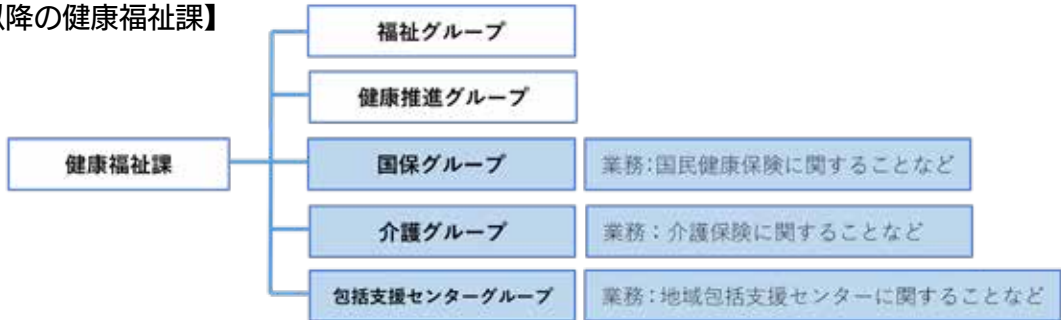 降の健康福祉課】
福祉グループ
健康推進グループ
健康福祉課
国保グループ
業務:国民健康保険に関することなど
介護グループ
業務：介護保険に関することなど
包括支援センターグループ
業務:地域包括支援センターに関することなど